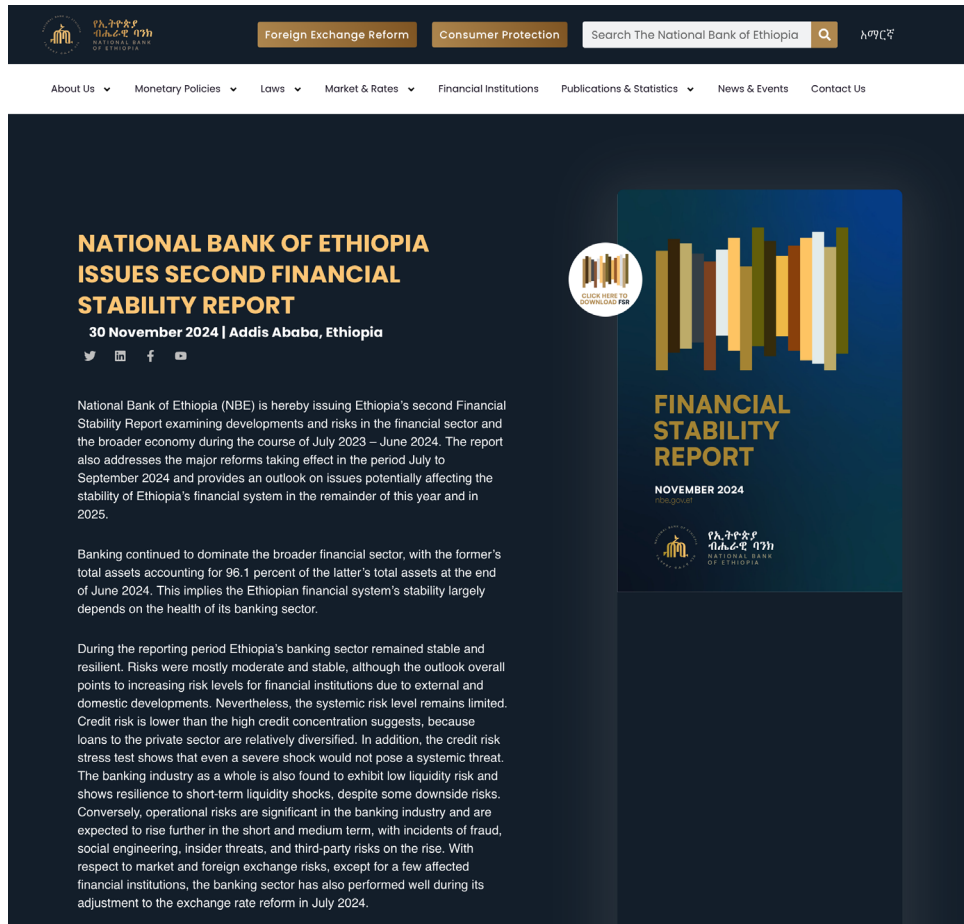 የኢትዮጵያ
ብሔራዊ ባንክ
NATIONAL BANK
OF ETHIOPIA
Foreign Exchange Reform
Consumer Protection
Search The National Bank of Ethiopia
አማርኛ
About Us
Monetary Policies
Laws
Market & Rates
Financial Institutions
Publications & Statistics
News & Events
Contact Us
NATIONAL BANK OF ETHIOPIA
ISSUES SECOND FINANCIAL
STABILITY REPORT
30 November 2024 | Addis Ababa, Ethiopia
National Bank of Ethiopia (NBE) is hereby issuing Ethiopia’s second Financial
Stability Report examining developments and risks in the financial sector and
the broader economy during the course of July 2023 – June 2024. The report
also addresses the major reforms taking effect in the period July to
September 2024 and provides an outlook on issues potentially affecting the
stability of Ethiopia’s financial system in the remainder of this year and in
2025.
Banking continued to dominate the broader financial sector, with the former’s
total assets accounting for 96.1 percent of the latter’s total assets at the end
of June 2024. This implies the Ethiopian financial system’s stability largely
depends on the health of its banking sector.
During the reporting period Ethiopia’s banking sector remained stable and
resilient. Risks were mostly moderate and stable, although the outlook overall
points to increasing risk levels for financial institutions due to external and
domestic developments. Nevertheless, the systemic risk level remains limited.
Credit risk is lower than the high credit concentration suggests, because
loans to the private sector are relatively diversified. In addition, the credit risk
stress test shows that even a severe shock would not pose a systemic threat.
The banking industry as a whole is also found to exhibit low liquidity risk and
shows resilience to short-term liquidity shocks, despite some downside risks.
Conversely, operational risks are significant in the banking industry and are
expected to rise further in the short and medium term, with incidents of fraud,
social engineering, insider threats, and third-party risks on the rise. With
respect to market and foreign exchange risks, except for a few affected
financial institutions, the banking sector has also performed well during its
adjustment to the exchange rate reform in July 2024.
CLICK HERE TO
DOWNLOAD FSR
FINANCIAL
STABILITY
REPORT
NOVEMBER 2024
nbe.gov.et
የኢትዮጵያ
ብሔራዊ ባንክ
NATIONAL BANK
OF ETHIOPIA